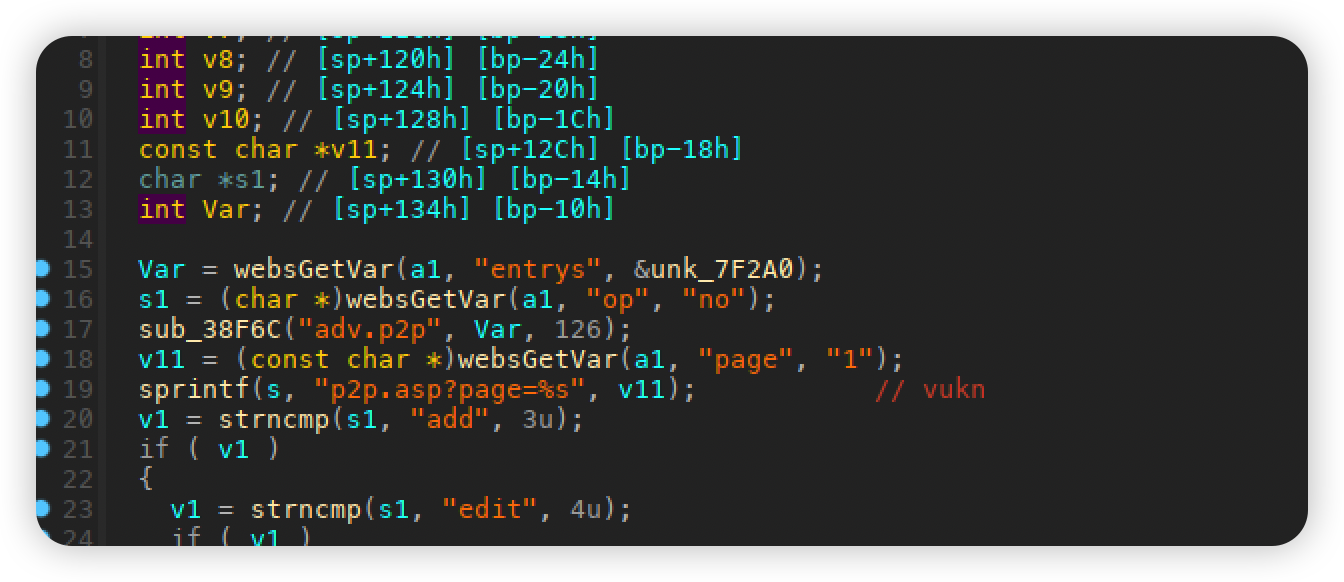 8 int v8; // [sp+120h] [bp-24h]
9 int v9; // [sp+124h] [bp-20h]
10 int v10; // [sp+128h] [bp-1Ch]
11 const char *v11; // [sp+12Ch] [bp-18h]
12 char *s1; // [sp+130h] [bp-14h]
13 int Var; // [sp+134h] [bp-10h]
14
15 Var = websGetVar(a1, "entrys", &unk_7F2A0);
16 s1 = (char *)websGetVar(a1, "op", "no");
17 sub_38F6C("adv.p2p", Var, 126);
18 v11 = (const char *)websGetVar(a1, "page", "1");
19 sprintf(s, "p2p.asp?page=%s", v11); // vukn
20 v1 = strncmp(s1, "add", 3u);
21 if ( v1 )
22 {
23 v1 = strncmp(s1, "edit", 4u);
24 if ( v1 )